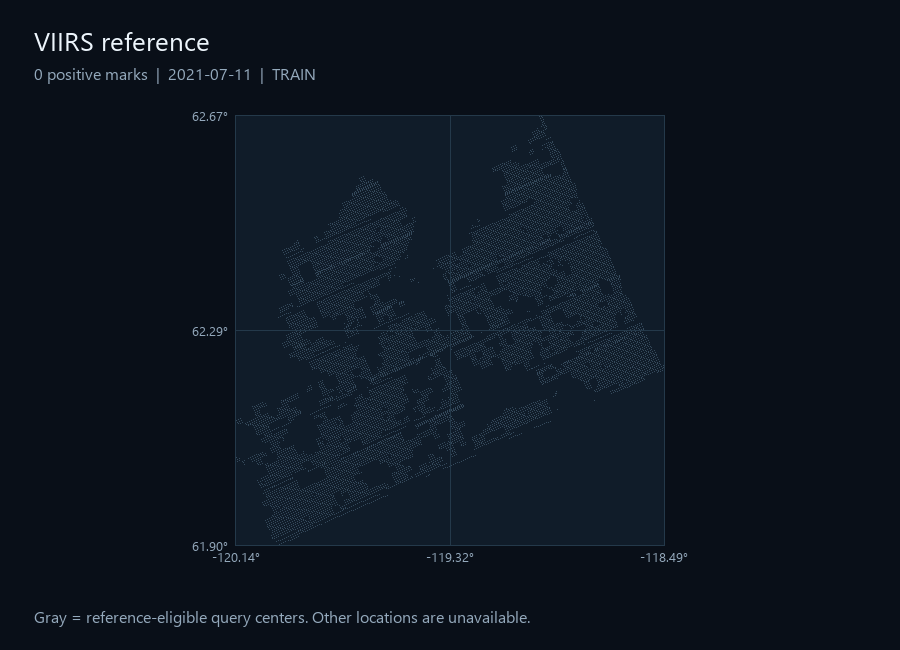 VIIRS reference
0 positive marks | 2021-07-11 | TRAIN
62.67°
62.29°
61.90°
-120.14°
-119.32°
-118.49°
Gray = reference-eligible query centers. Other locations are unavailable.